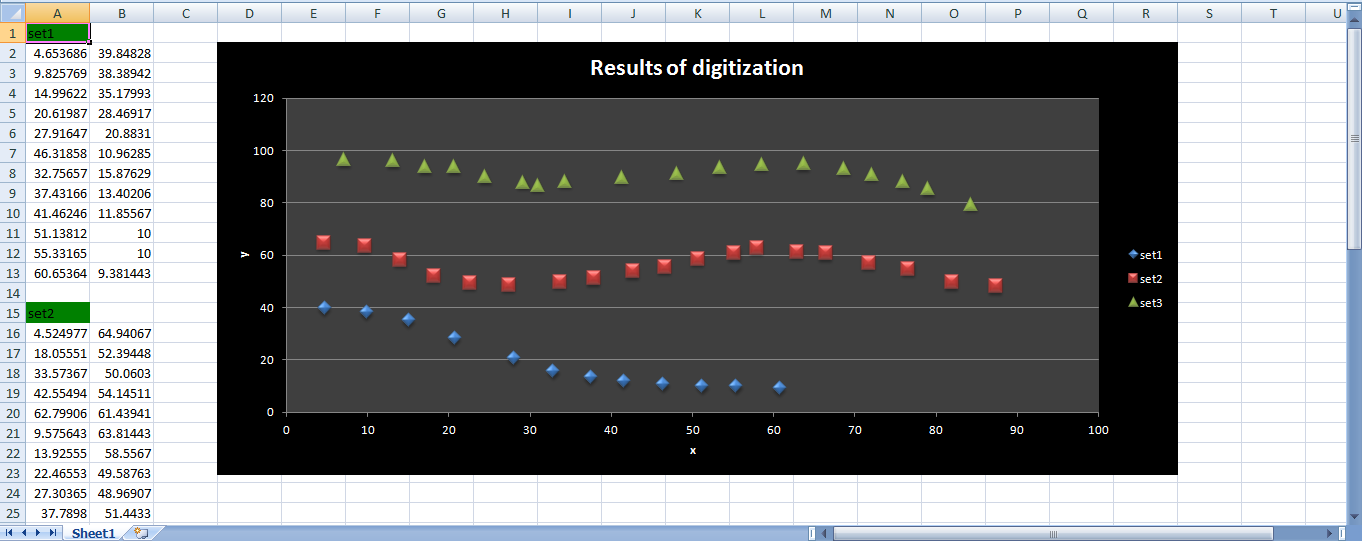 A B C D E F G H I J K L M N O P Q R S T U
1 set1
2 4.653686 39.84828
3 9.825769 38.38942
4 14.99622 35.17993
5 20.61987 28.46917
6 27.91647 20.8831
7 46.31858 10.96285
8 32.75657 15.87629
9 37.43166 13.40206
10 41.46246 11.85567
11 51.13812 10
12 55.33165 10
13 60.65364 9.381443
14
15 set2
16 4.524977 64.94067
17 18.05551 52.39448
18 33.57367 50.0603
19 42.55494 54.14511
20 62.79906 61.43941
21 9.575643 63.81443
22 13.92555 58.5567
23 22.46553 49.58763
24 27.30365 48.96907
25 37.7898 51.4433
Results of digitization
120
100
80
60
40
20
0
y
0 10 20 30 40 50 60 70 80 90 100
x
set1
set2
set3
Sheet1